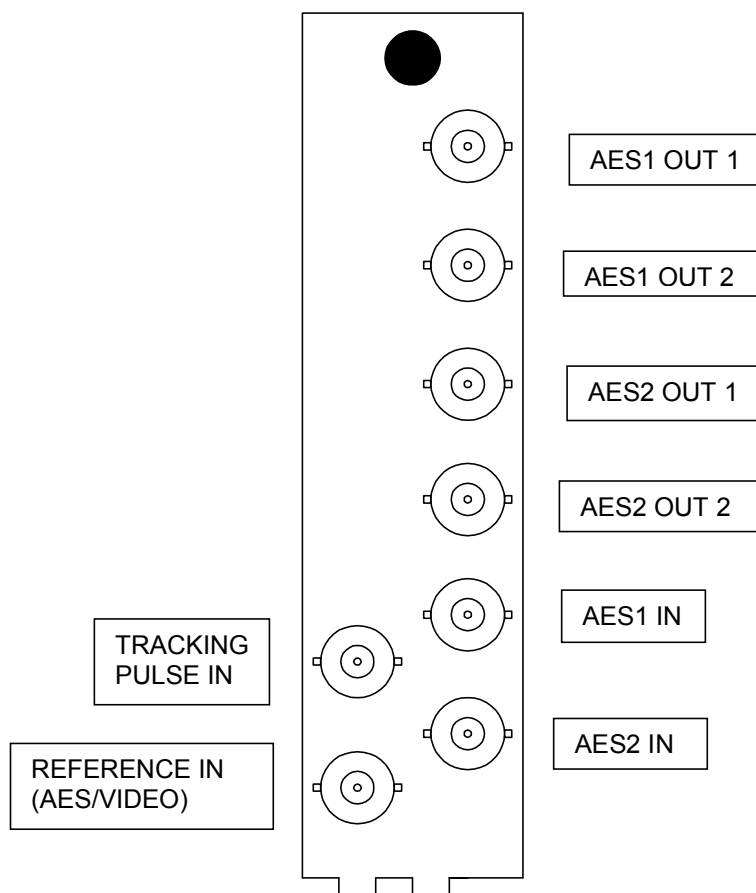 AES1 OUT 1
AES1 OUT 2
AES2 OUT 1
AES2 OUT 2
AES1 IN
TRACKING
PULSE IN
AES2 IN
REFERENCE IN
(AES/VIDEO)